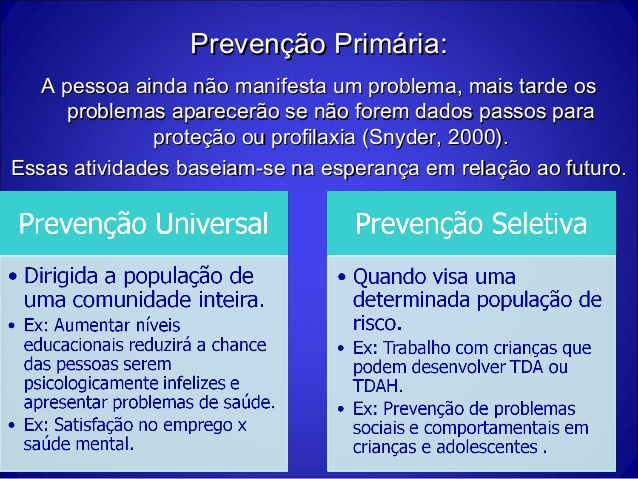 Prevenção Primária:
A pessoa ainda não manifesta um problema, mais tarde os
problemas aparecerão se não forem dados passos para
proteção ou profilaxia (Snyder, 2000).
Essas atividades baseiam-se na esperança em relação ao futuro.
Prevenção Universal
• Dirigida a população de
uma comunidade inteira.
• Ex: Aumentar níveis
educacionais reduzirá a chance
das pessoas serem
psicologicamente infelizes e
apresentar problemas de saúde.
• Ex: Satisfação no emprego x
saúde mental.
Prevenção Seletiva
• Quando visa uma
determinada população de
risco.
• Ex: Trabalho com crianças que
podem desenvolver TDA ou
TDAH.
• Ex: Prevenção de problemas
sociais e comportamentais em
crianças e adolescentes .